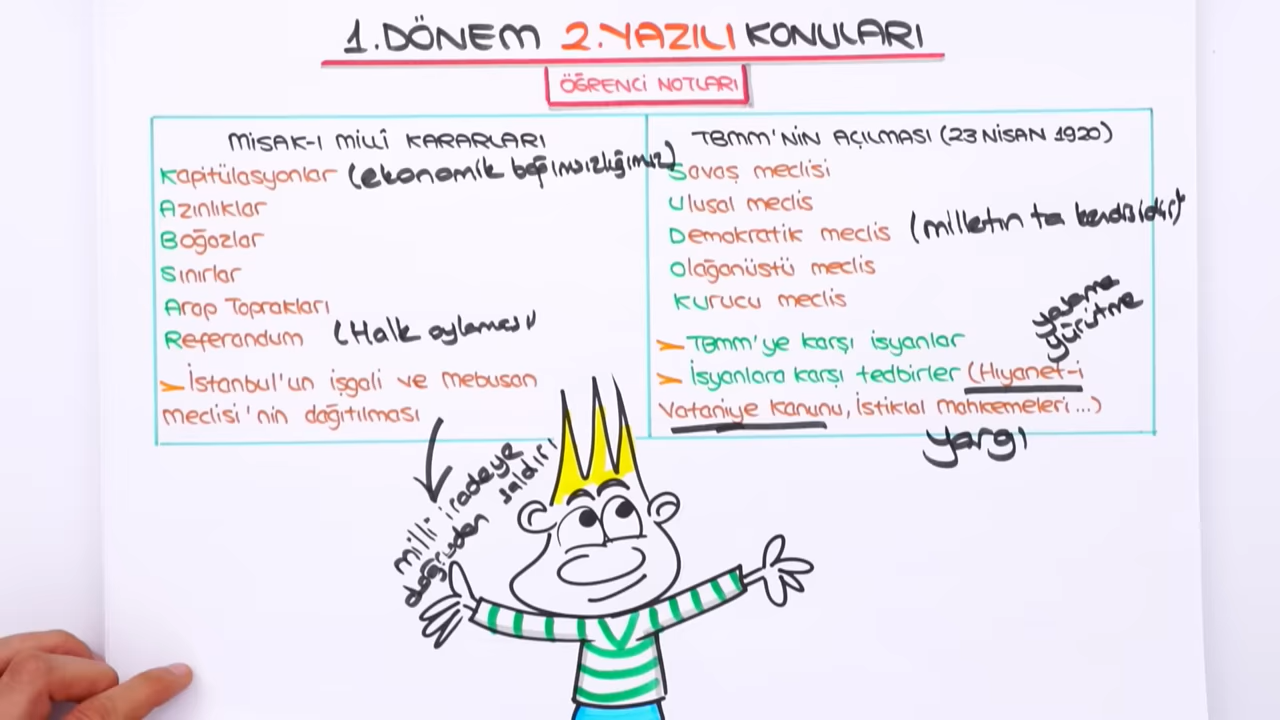 1. DÖNEM 2. YAZILI KONULARI
ÖĞRENCİ NOTLARI
MİSAK-I MİLLÎ KARARLARI
Kapitülasyonlar (ekonomik bağımsızlığımız)
Azınlıklar
Boğazlar
Sınırlar
Arap Toprakları
Referandum (Halk oylaması)
➤ İstanbul'un işgali ve mebusan
meclisi'nin dağıtılması
milli iradeye
doğrudan saldırı
TBMM'NİN AÇILMASI (23 NİSAN 1920)
Savaş meclisi
Ulusal meclis
Demokratik meclis (milletin ta kendisidir)
Olağanüstü meclis
Kurucu meclis
yasama
yürütme
➤ TBMM'ye karşı isyanlar
➤ İsyanlara karşı tedbirler (Hıyanet-i
Vataniye Kanunu, İstiklal Mahkemeleri...)
yargı